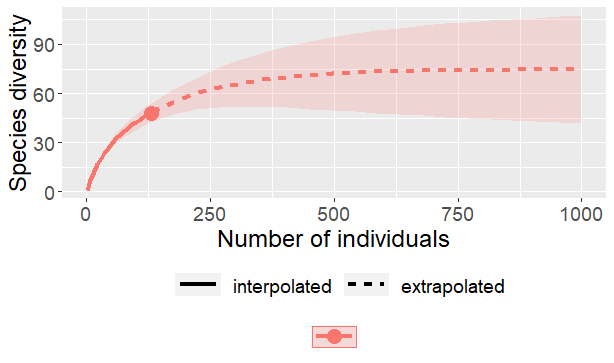 Species diversity
90
60
30
0
0 250 500 750 1000
Number of individuals
interpolated extrapolated